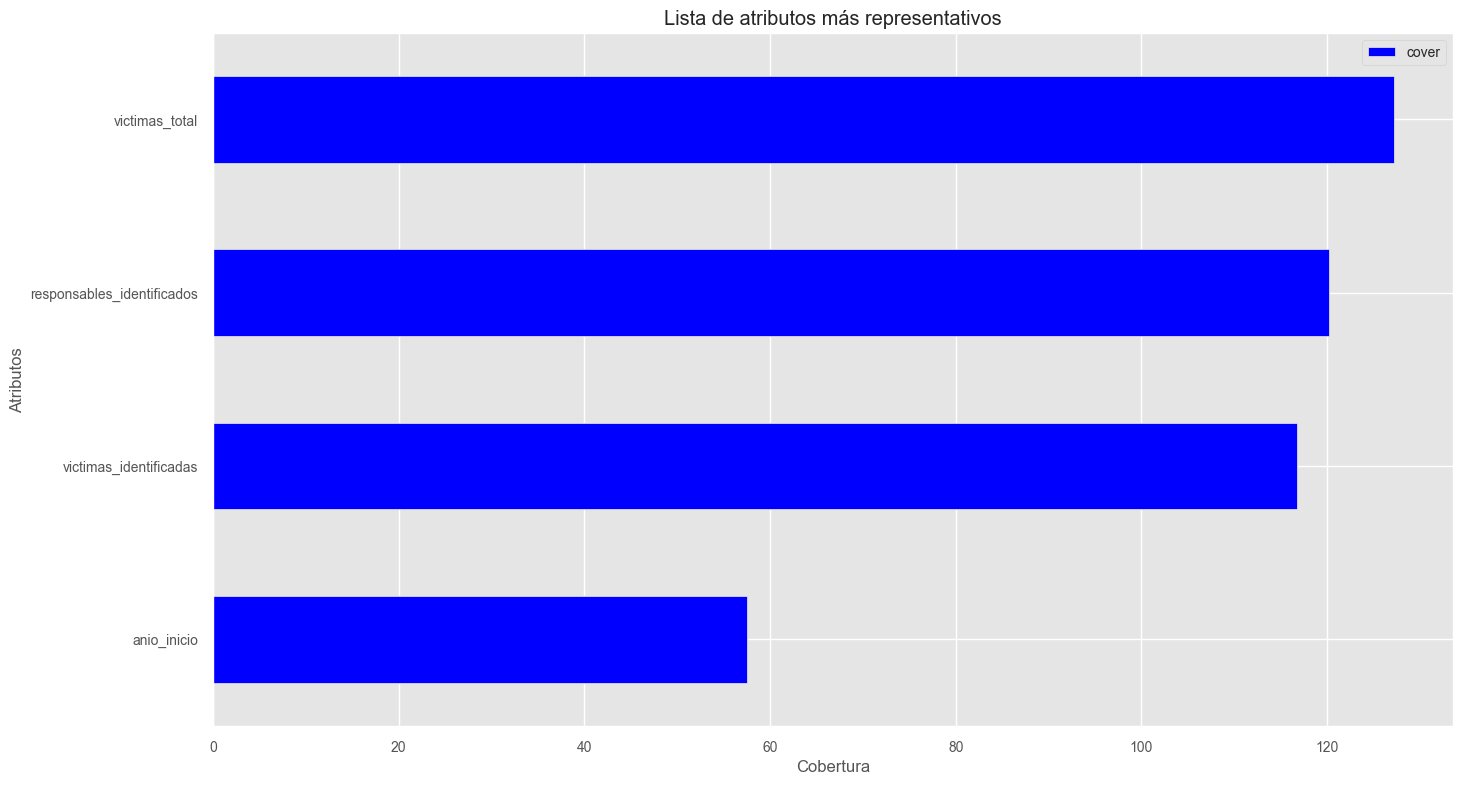 Lista de atributos más representativos
cover
victimas_total
responsables_identificados
victimas_identificadas
anio_inicio
Atributos
0 20 40 60 80 100 120
Cobertura